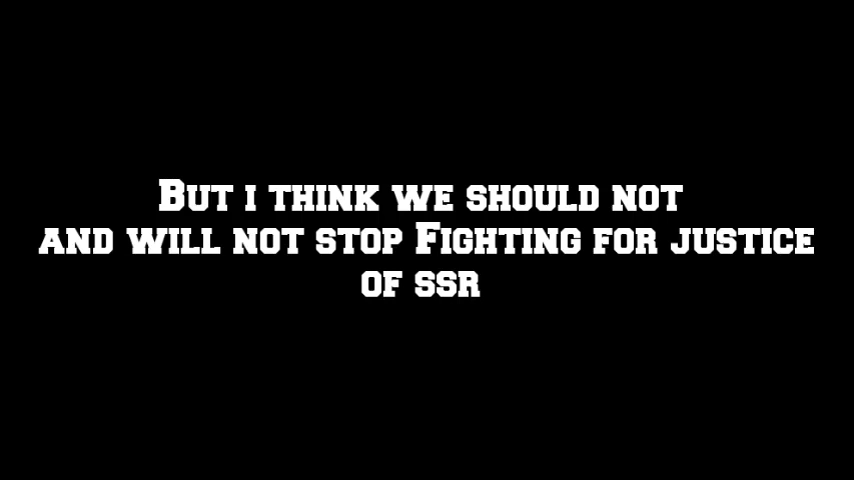 But i think we should not
and will not stop Fighting for justice
of ssr